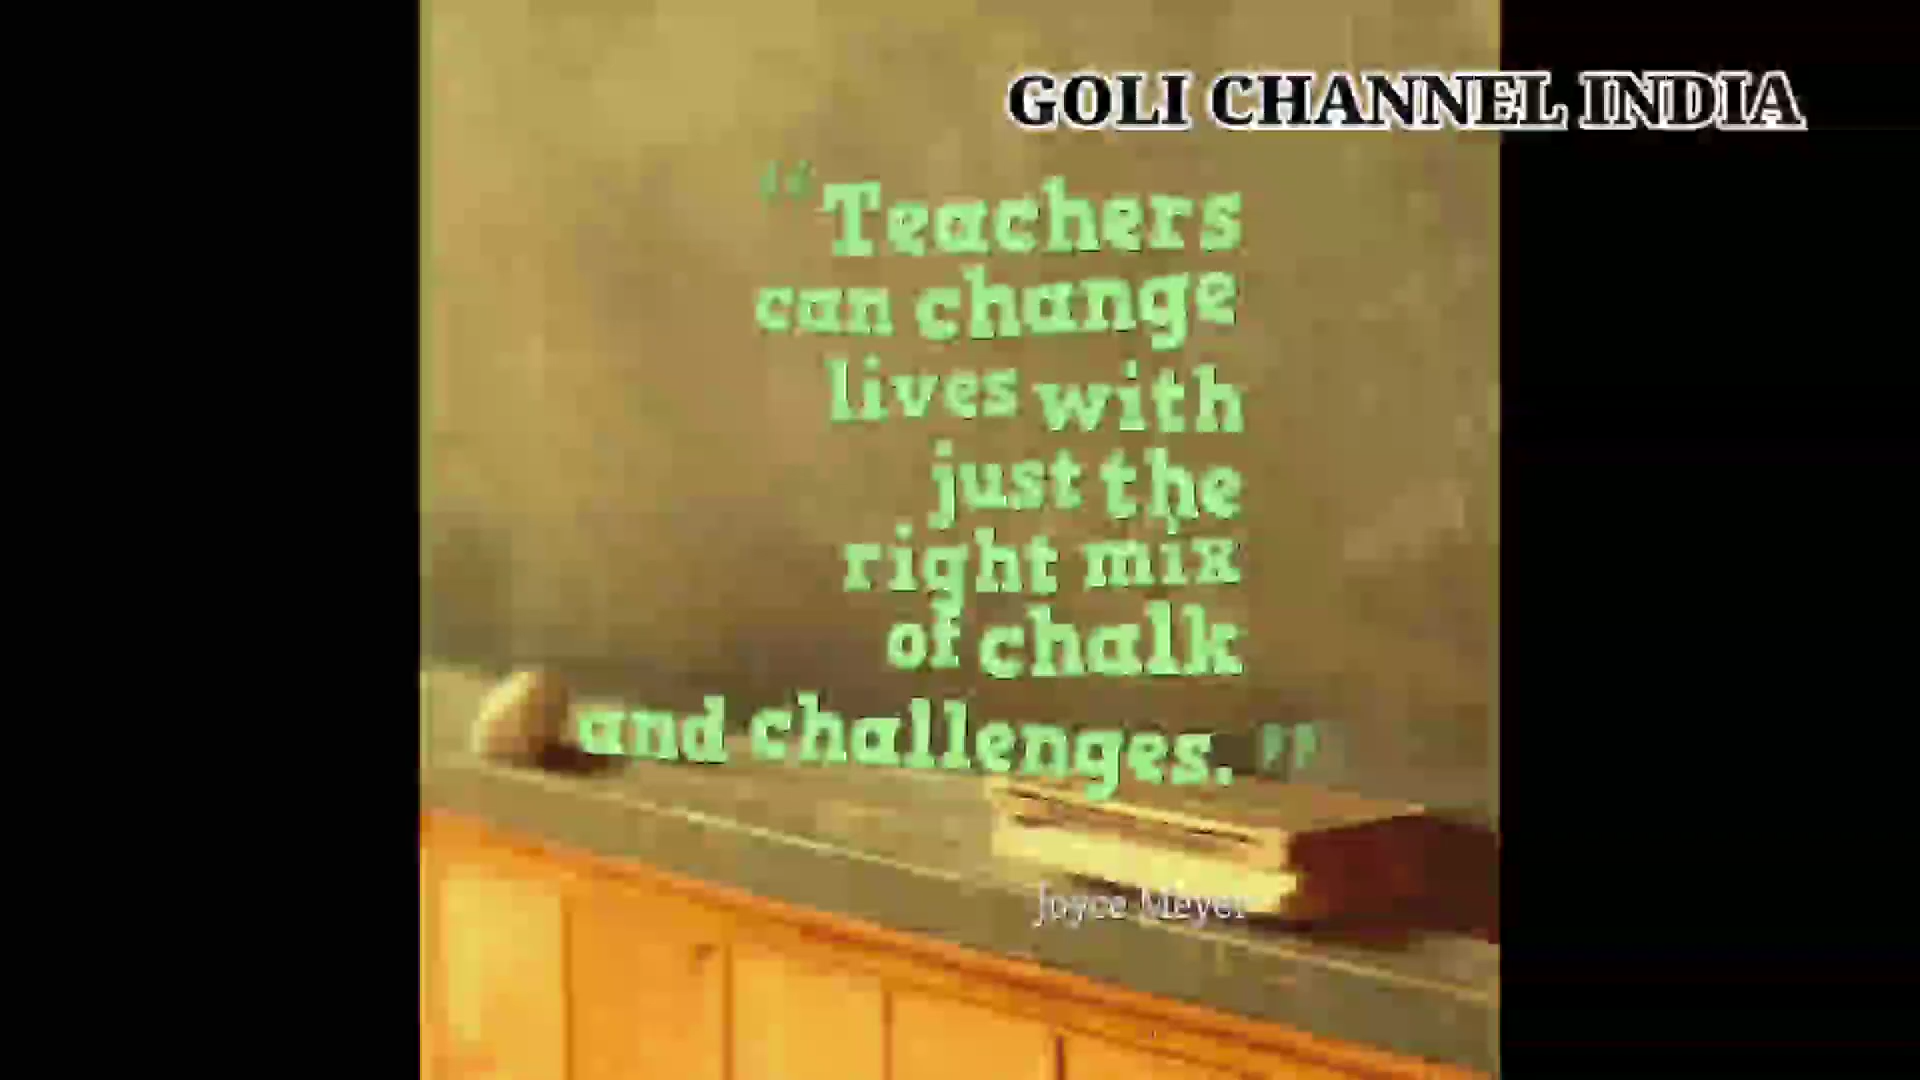 GOLI CHANNEL INDIA
“Teachers
can change
lives with
just the
right mix
of chalk
and challenges.”
Joyce Meyer